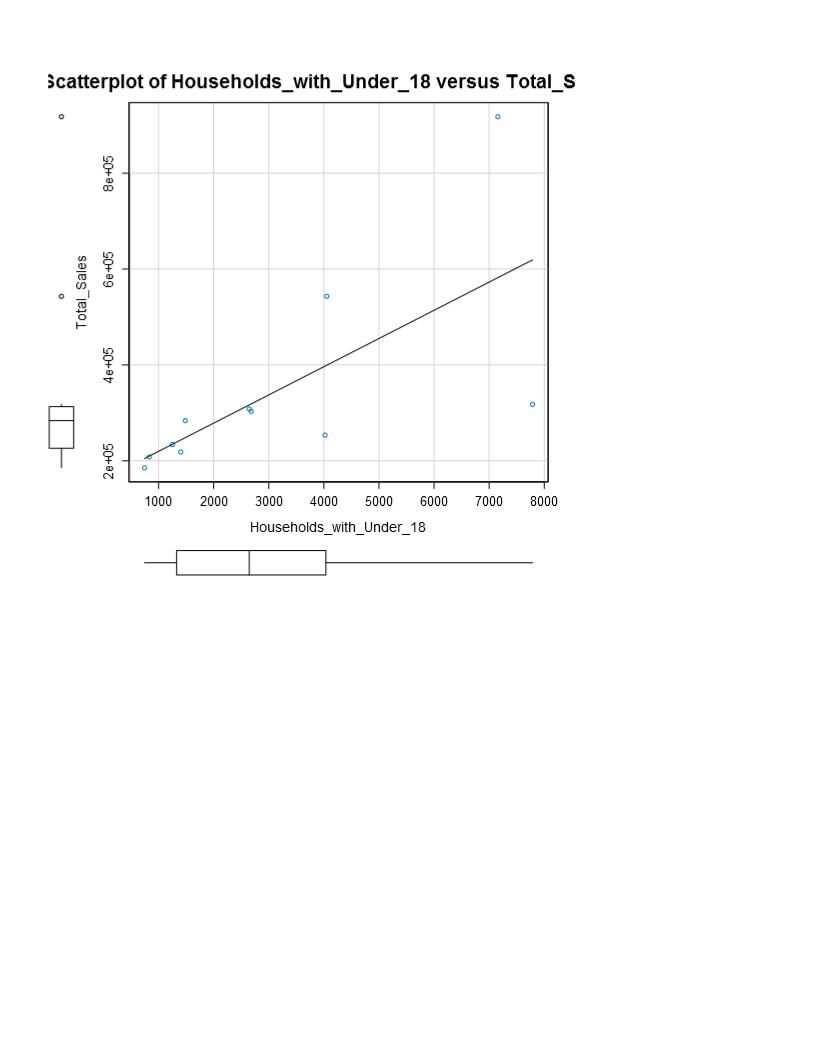 Scatterplot of Households_with_Under_18 versus Total_S
8e+05
6e+05
4e+05
2e+05
Total_Sales
1000 2000 3000 4000 5000 6000 7000 8000
Households_with_Under_18